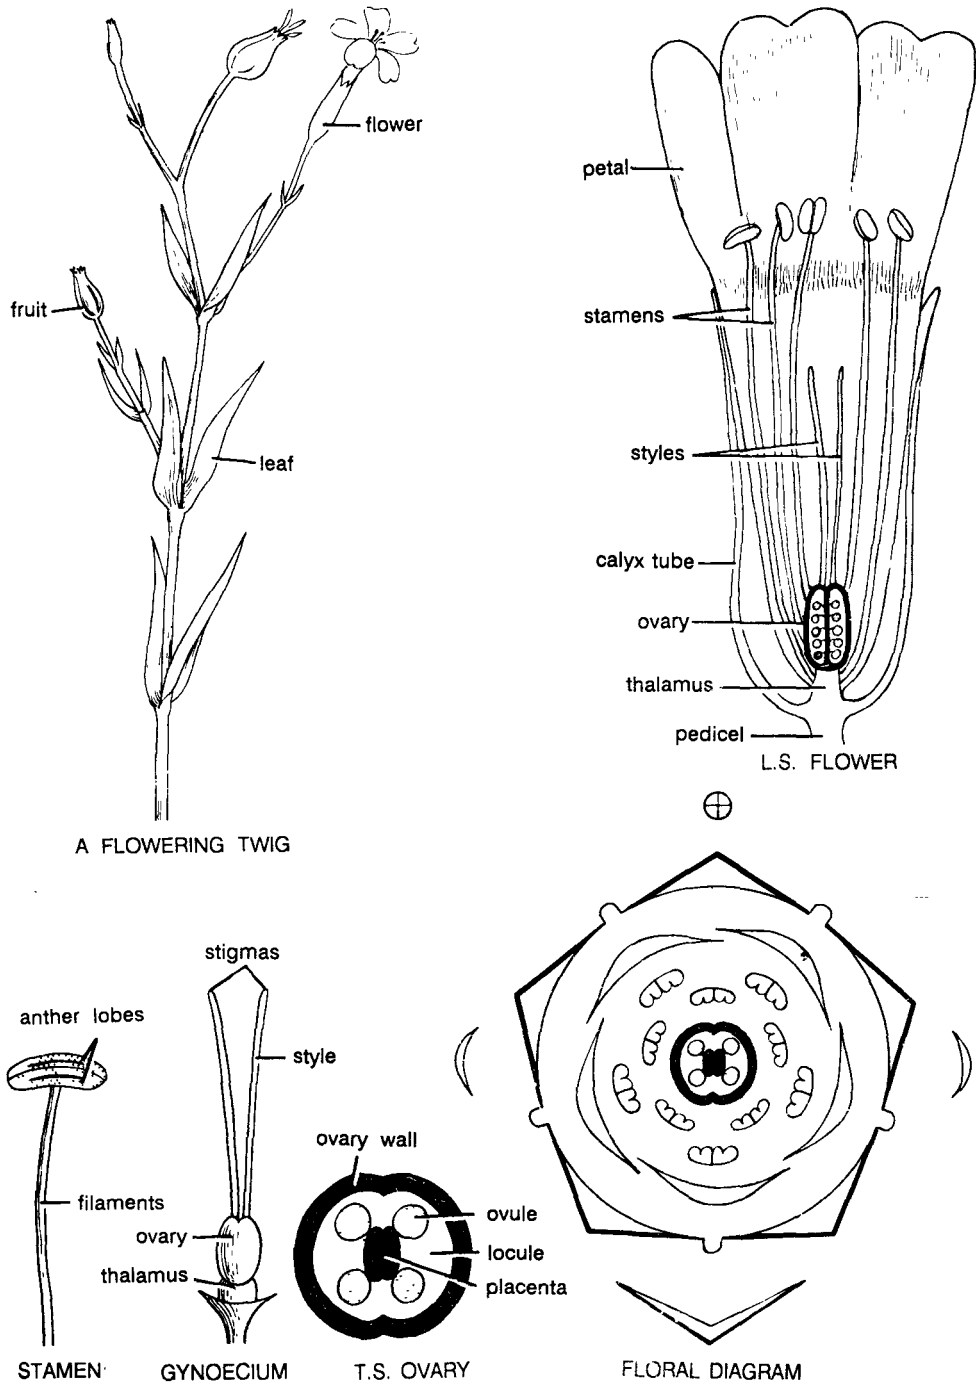 flower
fruit
leaf
A FLOWERING TWIG
petal
stamens
styles
calyx tube
ovary
thalamus
pedicel
L.S. FLOWER
anther lobes
filaments
STAMEN
stigmas
style
ovary
thalamus
GYNOECIUM
ovary wall
ovule
locule
placenta
T.S. OVARY
FLORAL DIAGRAM